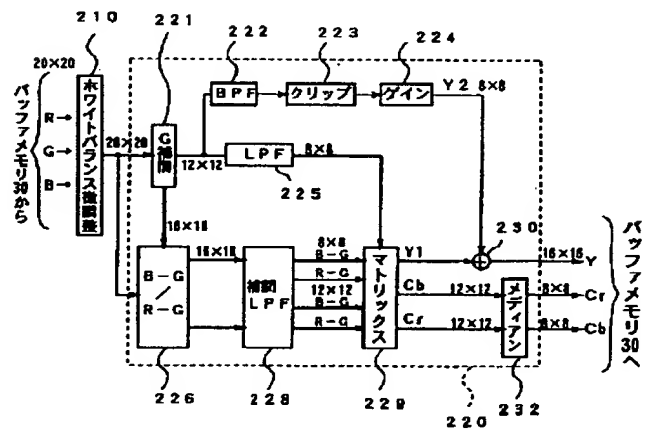 210
221
222
223
224
20×20
バッファメモリ30から
R→
G→
B→
ホワイトバランス微調整
20×20
G補間
BPF
クリップ
ゲイン
Y2 8×8
12×12
LPF
8×8
225
16×16
B-G
/
R-G
16×16
補間
LPF
8×8
B-G
R-G
12×12
B-G
R-G
マトリックス
Y1
230
16×16
Y
Cb
12×12
Cr
12×12
メディアン
8×8
Cr
8×8
Cb
バッファメモリ30へ
226
228
229
220
232